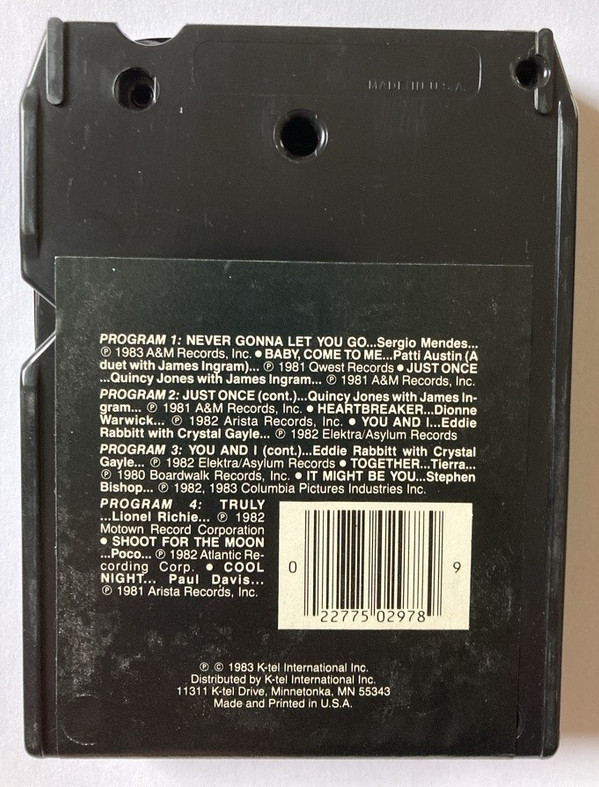 MADE IN U.S.A.
PROGRAM 1: NEVER GONNA LET YOU GO...Sergio Mendes...
℗ 1983 A&M Records, Inc. ● BABY, COME TO ME...Patti Austin (A
duet with James Ingram)... ℗ 1981 Qwest Records ● JUST ONCE
...Quincy Jones with James Ingram... ℗ 1981 A&M Records, Inc.
PROGRAM 2: JUST ONCE (cont.)...Quincy Jones with James In-
gram... ℗ 1981 A&M Records, Inc. ● HEARTBREAKER...Dionne
Warwick... ℗ 1982 Arista Records, Inc. ● YOU AND I...Eddie
Rabbitt with Crystal Gayle... ℗ 1982 Elektra/Asylum Records
PROGRAM 3: YOU AND I (cont.)...Eddie Rabbitt with Crystal
Gayle... ℗ 1982 Elektra/Asylum Records ● TOGETHER...Tierra...
℗ 1980 Boardwalk Records, Inc. ● IT MIGHT BE YOU...Stephen
Bishop... ℗ 1982, 1983 Columbia Pictures Industries Inc.
PROGRAM 4: TRULY
...Lionel Richie... ℗ 1982
Motown Record Corporation
● SHOOT FOR THE MOON
...Poco... ℗ 1982 Atlantic Re-
cording Corp. ● COOL
NIGHT... Paul Davis...
℗ 1981 Arista Records, Inc.
0 22775 02978 9
℗ © 1983 K-tel International Inc.
Distributed by K-tel International Inc.
11311 K-tel Drive, Minnetonka, MN 55343
Made and Printed in U.S.A.